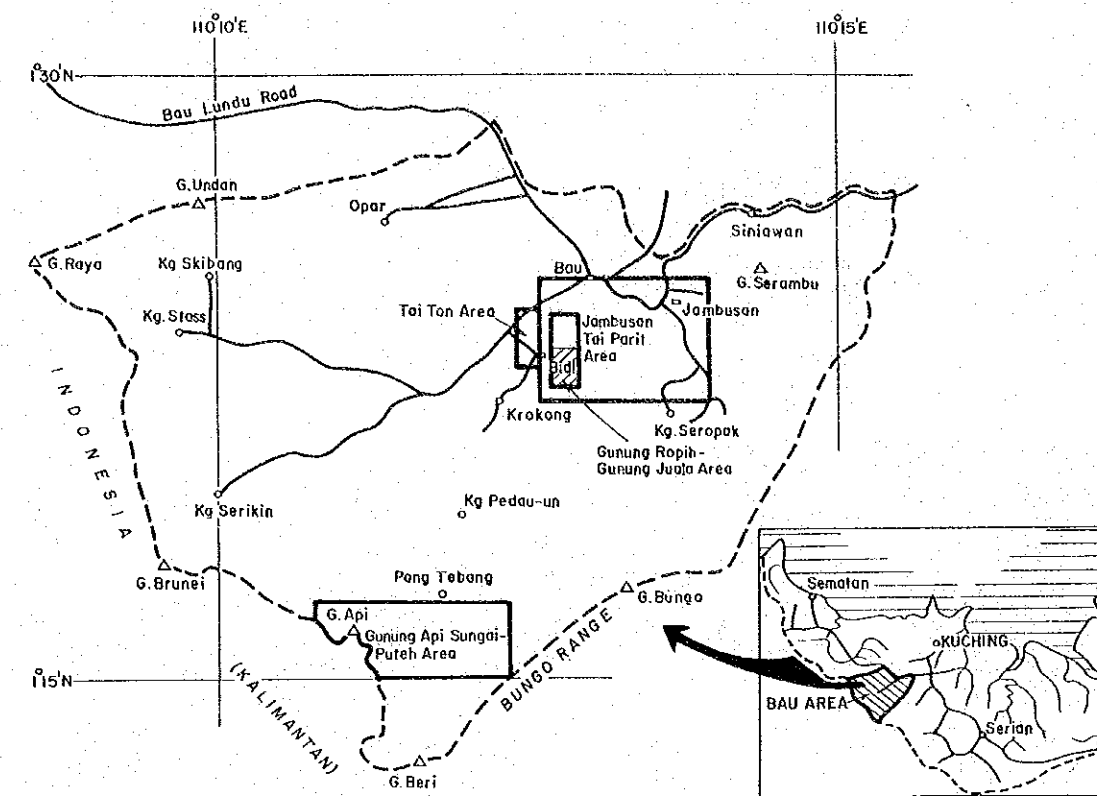 110°10'E
110°15'E
1°30'N
Bau Lundu Road
G.Undan
Opar
Siniawan
G.Raya
Kg Skibang
Bau
G. Serambu
Tai Ton Area
Jambusan
Jambusan
Tai Parit
Area
Kg. Stass
Bidi
INDONESIA
Krokong
Kg. Seropak
Gunung Ropih-
Gunung Juala Area
Kg Serikin
Kg Pedau-un
G. Brunei
Pang Tebang
G. Bungo
G. Api
Gunung Api Sungai-
Puteh Area
BUNGO RANGE
1°15'N
(KALIMANTAN)
G. Beri
Sematan
KUCHING
BAU AREA
Serian